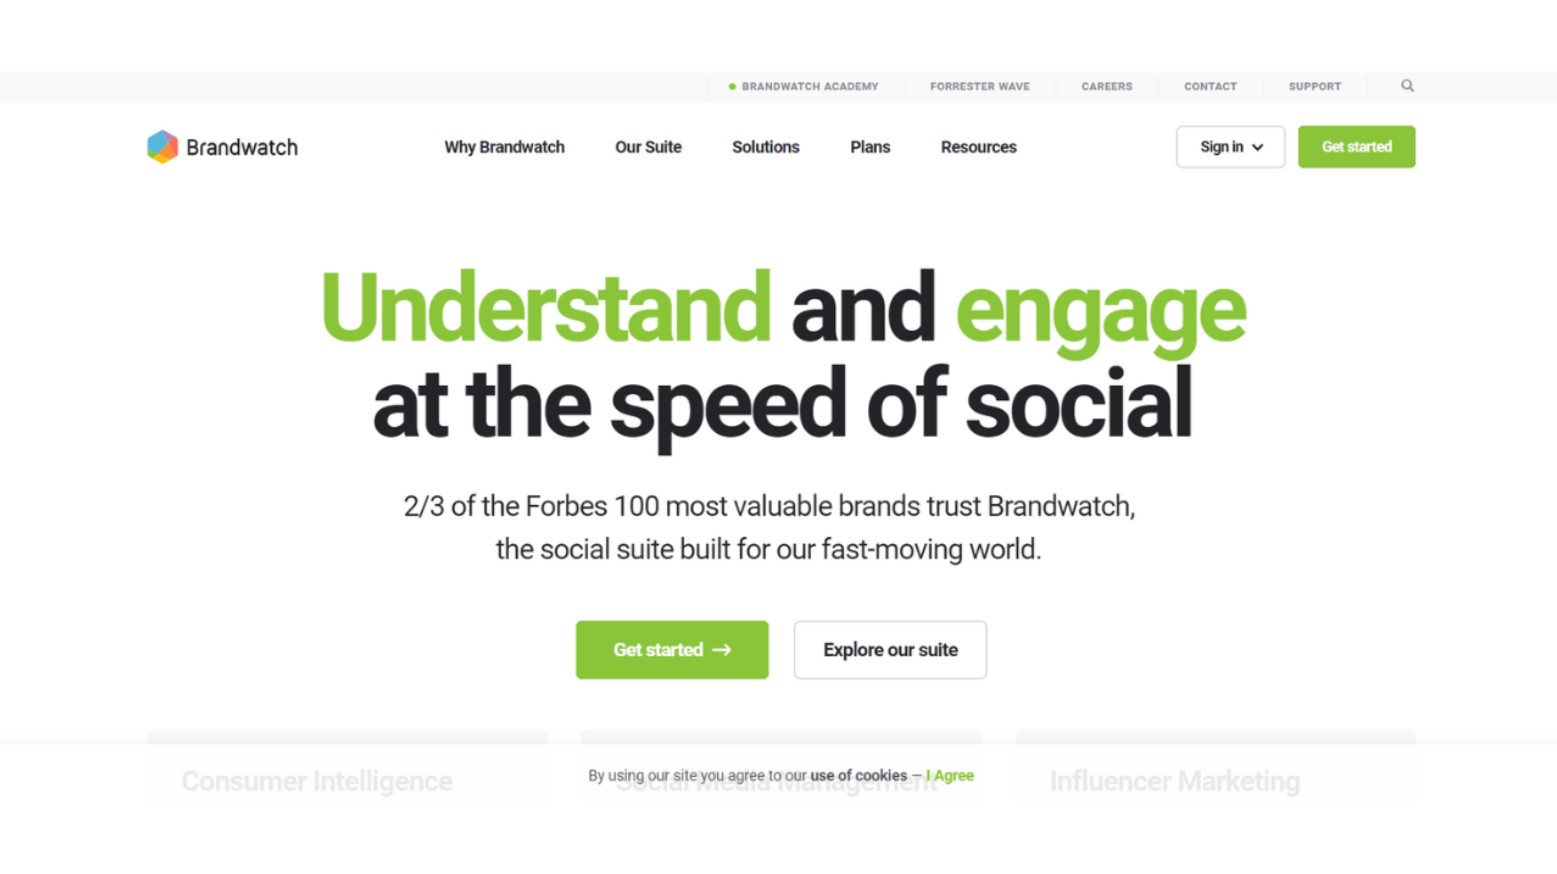 BRANDWATCH ACADEMY
FORRESTER WAVE
CAREERS
CONTACT
SUPPORT
Brandwatch
Why Brandwatch
Our Suite
Solutions
Plans
Resources
Sign in
Get started
Understand and engage
at the speed of social
2/3 of the Forbes 100 most valuable brands trust Brandwatch,
the social suite built for our fast-moving world.
Get started →
Explore our suite
By using our site you agree to our use of cookies – I Agree
Consumer Intelligence
Social Media Management
Influencer Marketing